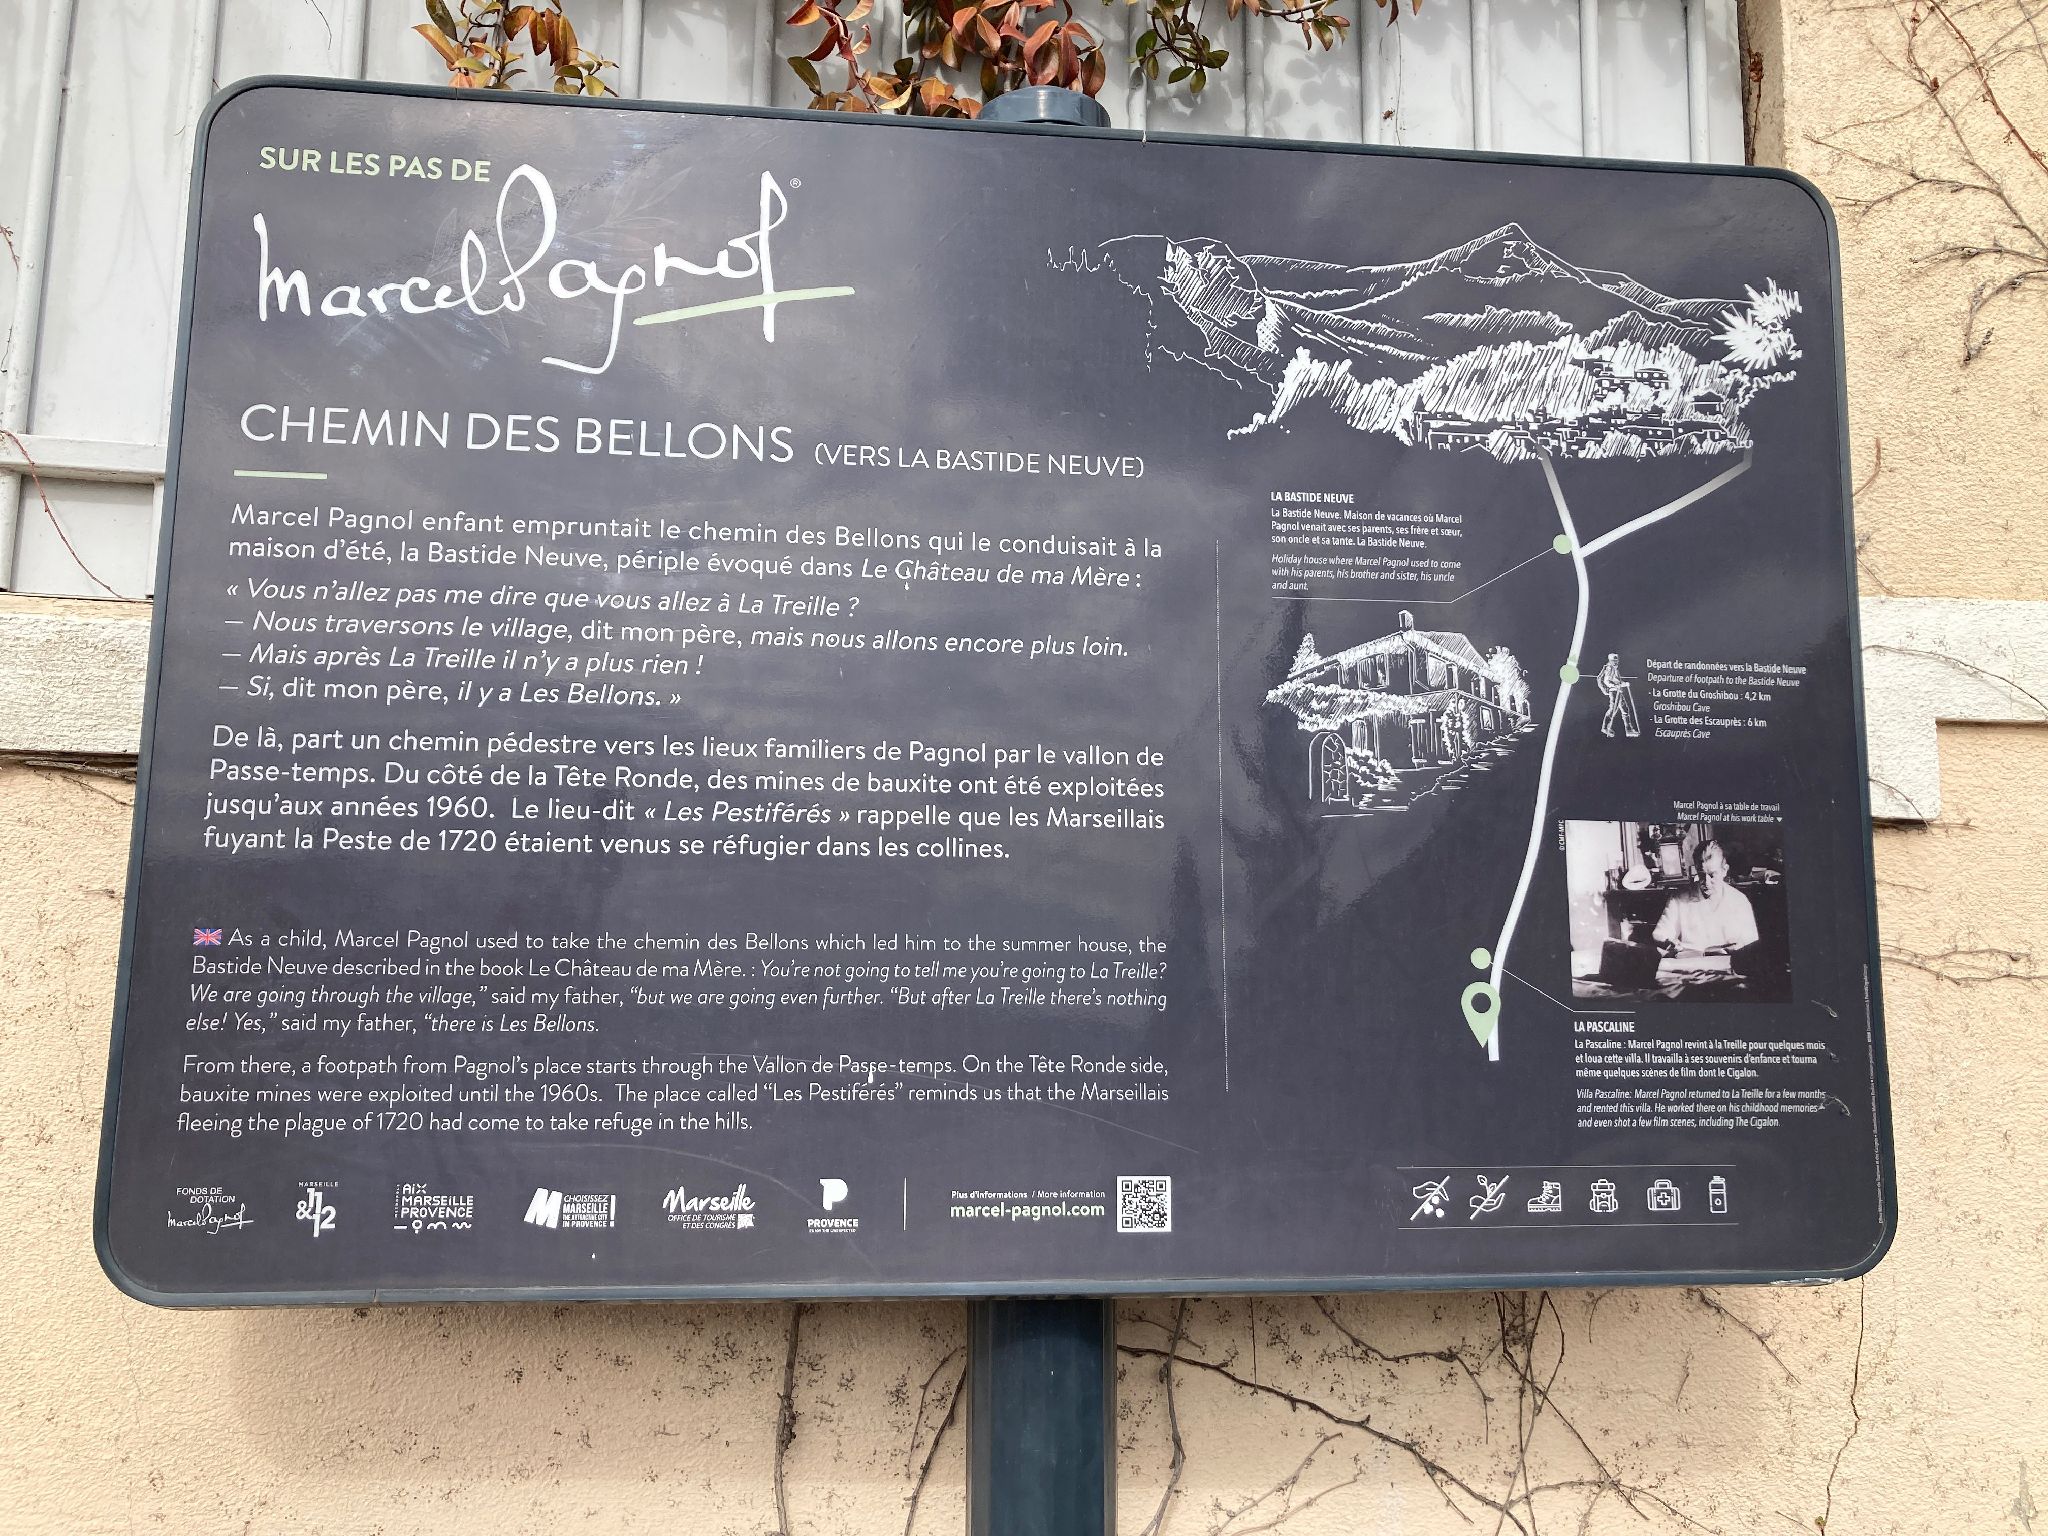 SUR LES PAS DE
Marcel Pagnol ®
CHEMIN DES BELLONS (VERS LA BASTIDE NEUVE)
Marcel Pagnol enfant empruntait le chemin des Bellons qui le conduisait à la
maison d'été, la Bastide Neuve, périple évoqué dans Le Château de ma Mère :
« Vous n'allez pas me dire que vous allez à La Treille ?
— Nous traversons le village, dit mon père, mais nous allons encore plus loin.
— Mais après La Treille il n'y a plus rien !
— Si, dit mon père, il y a Les Bellons. »
De là, part un chemin pédestre vers les lieux familiers de Pagnol par le vallon de
Passe-temps. Du côté de la Tête Ronde, des mines de bauxite ont été exploitées
jusqu'aux années 1960. Le lieu-dit « Les Pestiférés » rappelle que les Marseillais
fuyant la Peste de 1720 étaient venus se réfugier dans les collines.
As a child, Marcel Pagnol used to take the chemin des Bellons which led him to the summer house, the
Bastide Neuve described in the book Le Château de ma Mère. : You're not going to tell me you're going to La Treille?
We are going through the village," said my father, "but we are going even further. "But after La Treille there's nothing
else! Yes," said my father, "there is Les Bellons.
From there, a footpath from Pagnol's place starts through the Vallon de Passe-temps. On the Tête Ronde side,
bauxite mines were exploited until the 1960s. The place called "Les Pestiférés" reminds us that the Marseillais
fleeing the plague of 1720 had come to take refuge in the hills.
LA BASTIDE NEUVE
La Bastide Neuve. Maison de vacances où Marcel
Pagnol venait avec ses parents, ses frère et sœur,
son oncle et sa tante. La Bastide Neuve.
Holiday house where Marcel Pagnol used to come
with his parents, his brother and sister, his uncle
and aunt.
Départ de randonnées vers la Bastide Neuve
Departure of footpath to the Bastide Neuve
- La Grotte du Groshibou : 4,2 km
Groshibou Cave
- La Grotte des Escauprès : 6 km
Escauprès Cave
Marcel Pagnol à sa table de travail
Marcel Pagnol at his work table
©CMF-MPC
LA PASCALINE
La Pascaline : Marcel Pagnol revint à la Treille pour quelques mois
et loua cette villa. Il travailla à ses souvenirs d'enfance et tourna
même quelques scènes de film dont le Cigalon.
Villa Pascaline: Marcel Pagnol returned to La Treille for a few months
and rented this villa. He worked there on his childhood memories
and even shot a few film scenes, including The Cigalon.
FONDS DE
DOTATION
Marcel Pagnol
MARSEILLE
11
&12
AIX
MARSEILLE
PROVENCE
CHOISISSEZ
MARSEILLE
THE ATTRACTIVE CITY
IN PROVENCE
Marseille
OFFICE DE TOURISME
ET DES CONGRÈS
PROVENCE
Plus d'informations / More information
marcel-pagnol.com